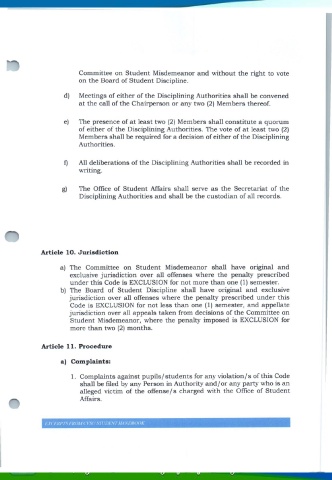 Committee on Student Misdemeanor and without the right to vote
on the Board of Student Discipline.
d) Meetings of either of the Disciplining Authorities shall be convened
at the call of the Chairperson or any two (2) Members thereof.
e) The presence of at least two (2) Members shall constitute a quorum
of either of the Disciplining Authorities. The vote of at least two (2)
Members shall be required for a decision of either of the Disciplining
Authorities.
f) All deliberations of the Disciplining Authorities shall be recorded in
writing.
g) The Office of Student Affairs shall serve as the Secretariat of the
Disciplining Authorities and shall be the custodian of all records.
Article 10. Jurisdiction
a) The Committee on Student Misdemeanor shall have original and
exclusive jurisdiction over all offenses where the penalty prescribed
under this Code is EXCLUSION for not more than one (1) semester.
b) The Board of Student Discipline shall have original and exclusive
jurisdiction over all offenses where the penalty prescribed under this
Code is EXCLUSION for not less than one (1) semester, and appellate
jurisdiction over all appeals taken from decisions of the Committee on
Student Misdemeanor, where the penalty imposed is EXCLUSION for
more than two (2) months.
Article 11. Procedure
a) Complaints:
1. Complaints against pupils/students for any violation/s of this Code
shall be filed by any Person in Authority and/or any party who is an
alleged victim of the offense/s charged with the Office of Student
Affairs.
STUDENT HANDBOOK